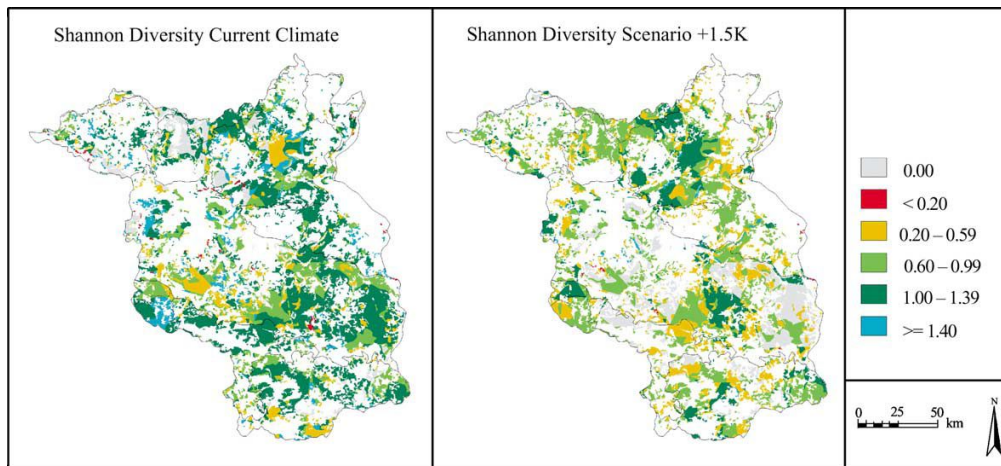 Shannon Diversity Current Climate
Shannon Diversity Scenario +1.5K
0.00
< 0.20
0.20 – 0.59
0.60 – 0.99
1.00 – 1.39
>= 1.40
0 25 50
km
N